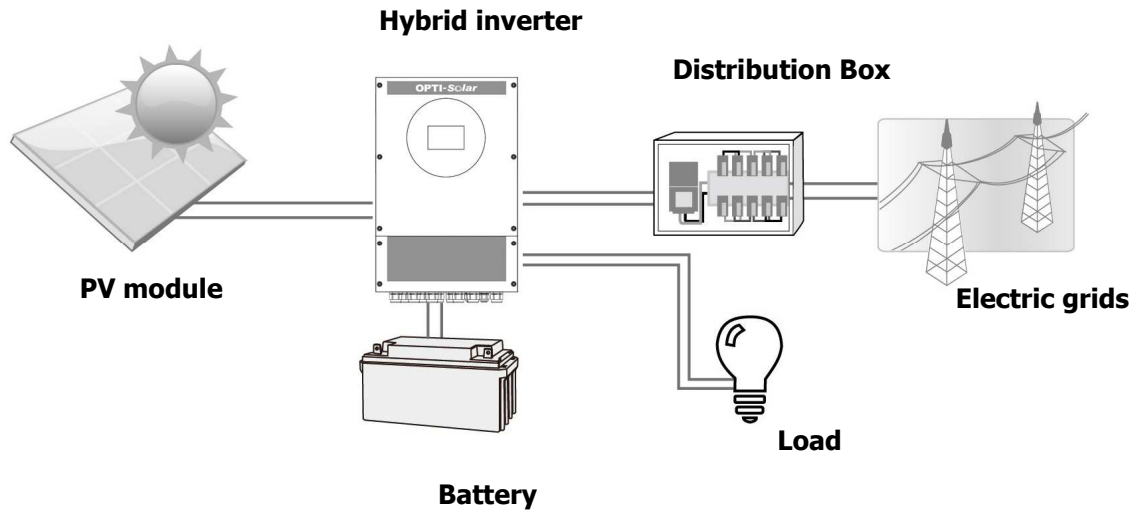 Hybrid inverter
Distribution Box
OPTI-Solar
PV module
Electric grids
Load
Battery